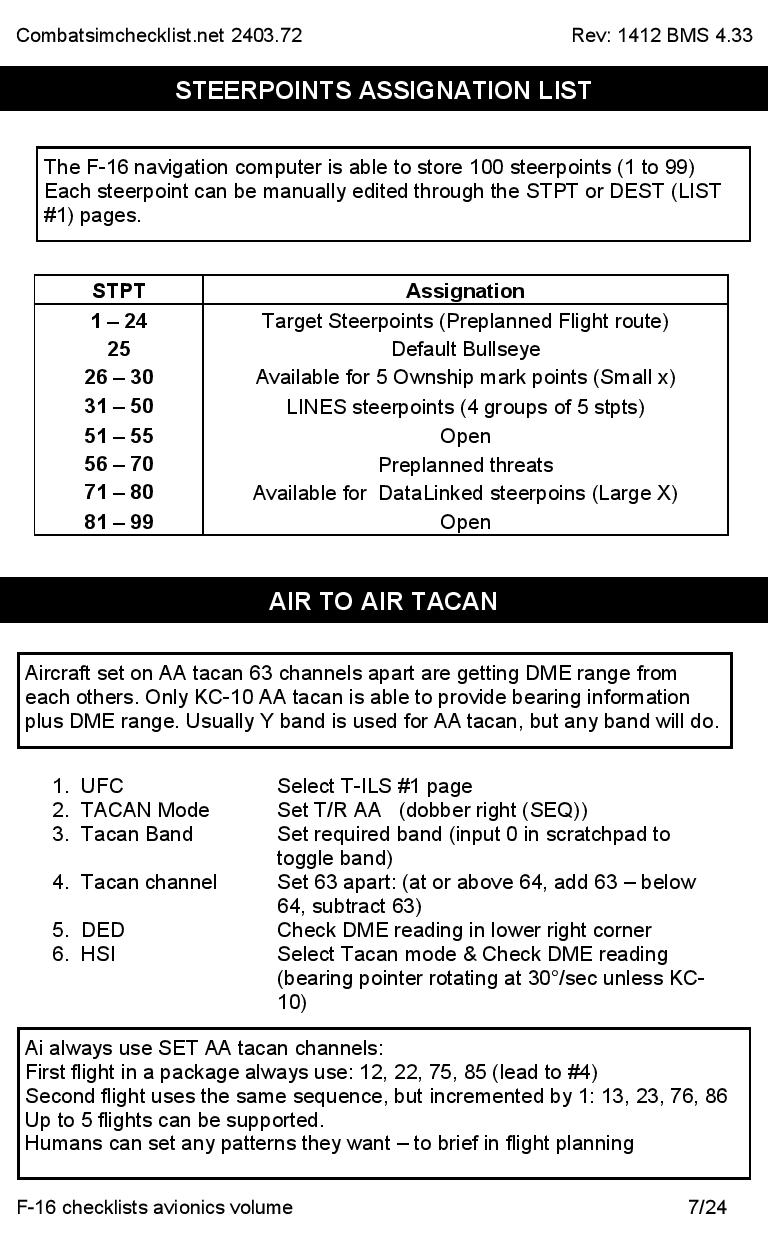 Combatsimchecklist.net 2403.72 Rev: 1412 BMS 4.33
STEERPOINTS ASSIGNATION LIST
The F-16 navigation computer is able to store 100 steerpoints (1 to 99)
Each steerpoint can be manually edited through the STPT or DEST (LIST
#1) pages.
STPT Assignation
1 – 24 Target Steerpoints (Preplanned Flight route)
25 Default Bullseye
26 – 30 Available for 5 Ownship mark points (Small x)
31 – 50 LINES steerpoints (4 groups of 5 stpts)
51 – 55 Open
56 – 70 Preplanned threats
71 – 80 Available for DataLinked steerpoins (Large X)
81 – 99 Open
AIR TO AIR TACAN
Aircraft set on AA tacan 63 channels apart are getting DME range from
each others. Only KC-10 AA tacan is able to provide bearing information
plus DME range. Usually Y band is used for AA tacan, but any band will do.
1. UFC Select T-ILS #1 page
2. TACAN Mode Set T/R AA (dobber right (SEQ))
3. Tacan Band Set required band (input 0 in scratchpad to
toggle band)
4. Tacan channel Set 63 apart: (at or above 64, add 63 – below
64, subtract 63)
5. DED Check DME reading in lower right corner
6. HSI Select Tacan mode & Check DME reading
(bearing pointer rotating at 30°/sec unless KC-
10)
Ai always use SET AA tacan channels:
First flight in a package always use: 12, 22, 75, 85 (lead to #4)
Second flight uses the same sequence, but incremented by 1: 13, 23, 76, 86
Up to 5 flights can be supported.
Humans can set any patterns they want – to brief in flight planning
F-16 checklists avionics volume 7/24